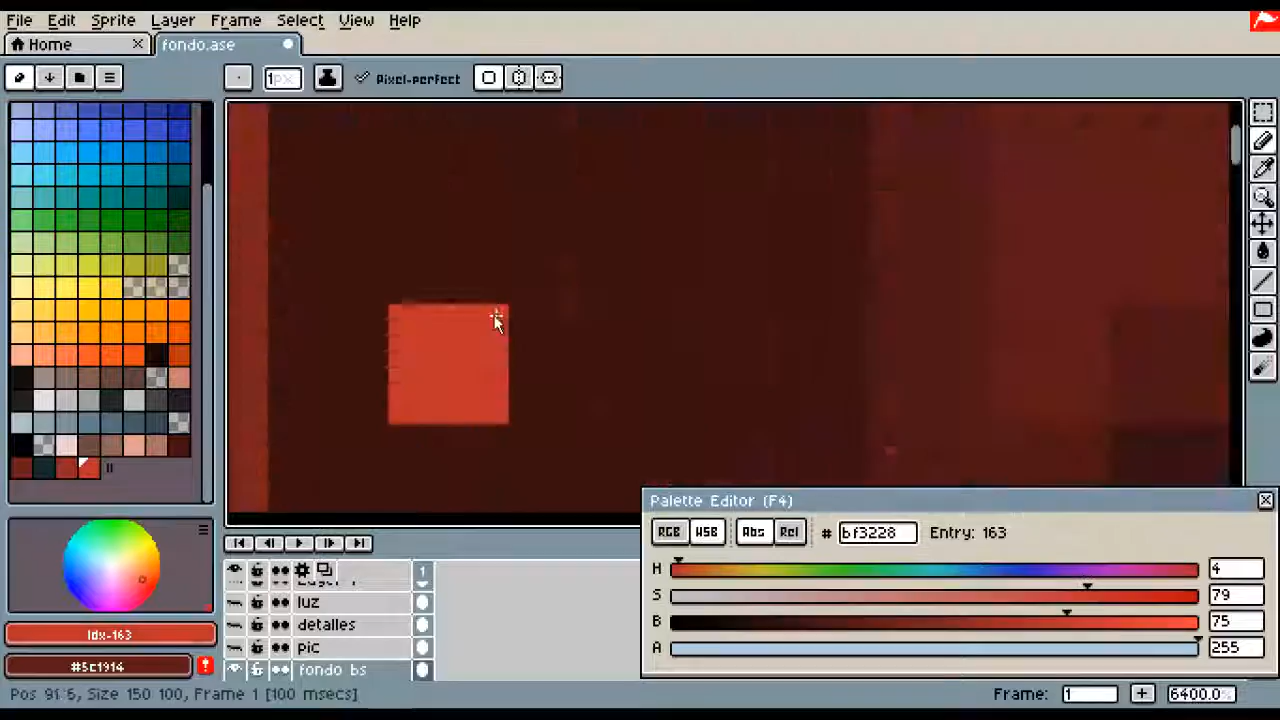 File Edit Sprite Layer Frame Select View Help
Home fondo.ase
1px Pixel-perfect
Palette Editor (F4)
RGB HSB Abs Rel # bf3228 Entry: 163
H 4
S 79
B 75
A 255
1
luz
detalles
pic
fondo bs
Idx-163
#5c1914
Pos 91 6, Size 150 100, Frame 1 [100 msecs] Frame: 1 + 6400.0%